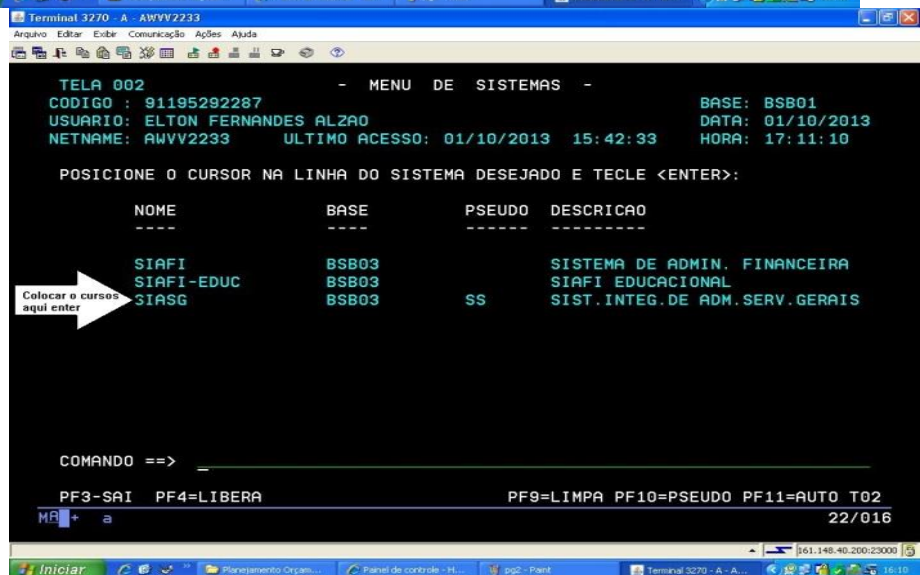 Terminal 3270 - A - AWVV2233
Arquivo Editar Exibir Comunicação Ações Ajuda
TELA 002 - MENU DE SISTEMAS -
CODIGO : 91195292287 BASE: BSB01
USUARIO: ELTON FERNANDES ALZAO DATA: 01/10/2013
NETNAME: AWVV2233 ULTIMO ACESSO: 01/10/2013 15:42:33 HORA: 17:11:10
POSICIONE O CURSOR NA LINHA DO SISTEMA DESEJADO E TECLE <ENTER>:
NOME BASE PSEUDO DESCRICAO
---- ---- ------ ---------
SIAFI BSB03 SISTEMA DE ADMIN. FINANCEIRA
SIAFI-EDUC BSB03 SIAFI EDUCACIONAL
SIASG BSB03 SS SIST.INTEG.DE ADM.SERV.GERAIS
Colocar o cursos
aqui enter
COMANDO ==> _
PF3-SAI PF4=LIBERA PF9=LIMPA PF10=PSEUDO PF11=AUTO T02
MA + a 22/016
161.148.40.200:23000
Iniciar Planejamento Orçam... Painel de controle - H... pg2 - Paint Terminal 3270 - A - A... 16:10